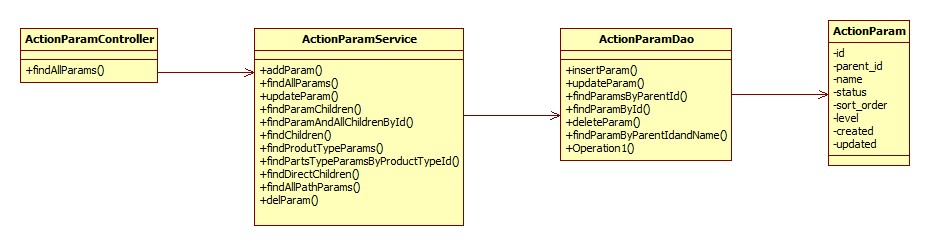 ActionParamController
+findAllParams()
ActionParamService
+addParam()
+findAllParams()
+updateParam()
+findParamChildren()
+findParamAndAllChildrenById()
+findChildren()
+findProdutTypeParams()
+findPartsTypeParamsByProductTypeId()
+findDirectChildren()
+findAllPathParams()
+delParam()
ActionParamDao
+insertParam()
+updateParam()
+findParamsByParentId()
+findParamById()
+deleteParam()
+findParamByParentIdandName()
+Operation1()
ActionParam
-id
-parent_id
-name
-status
-sort_order
-level
-created
-updated